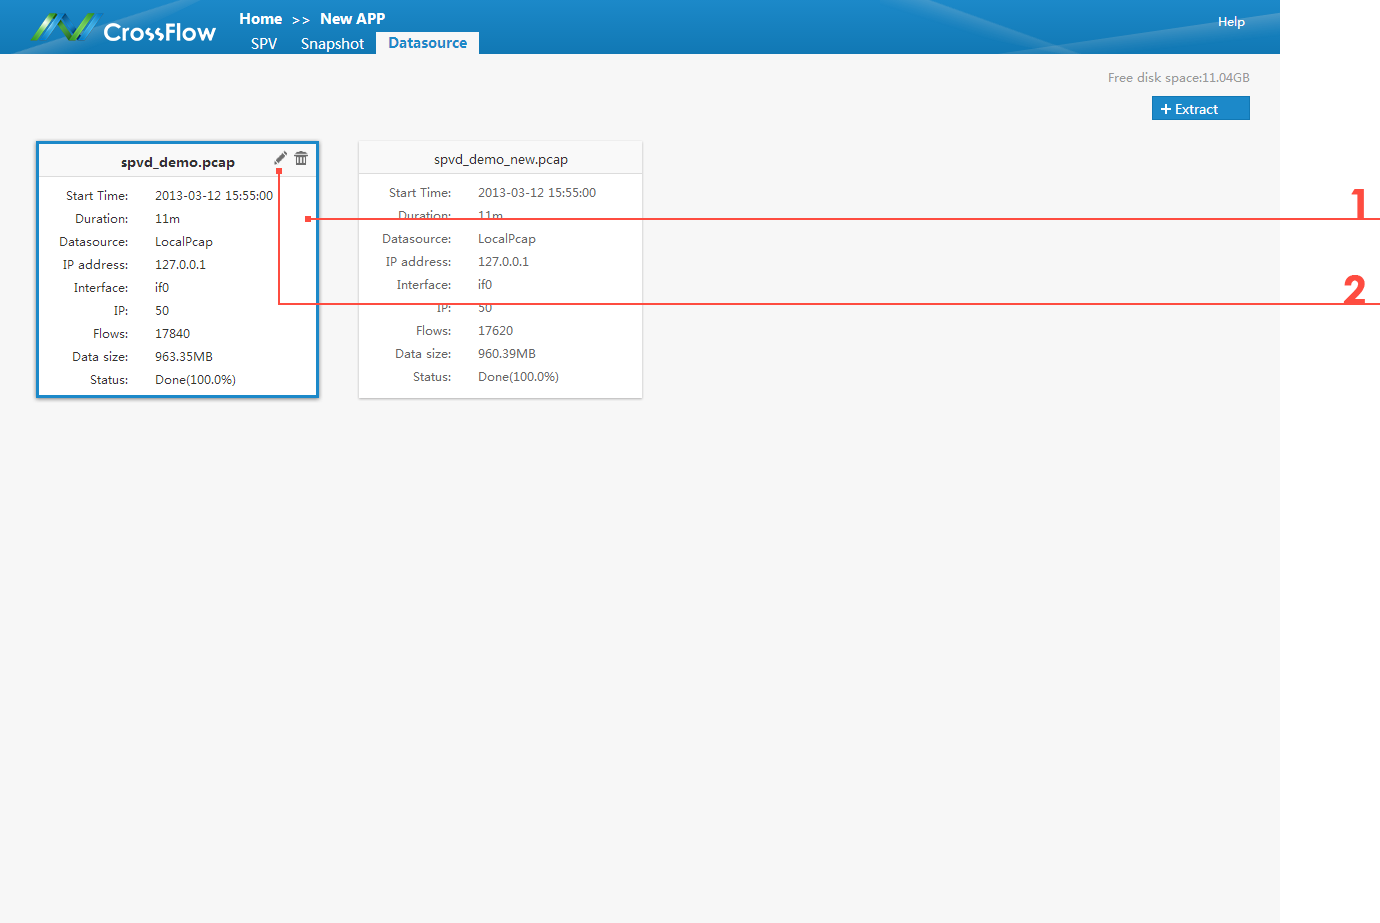 CrossFlow
Home >> New APP
Help
SPV Snapshot Datasource
Free disk space:11.04GB
+ Extract
spvd_demo.pcap
Start Time: 2013-03-12 15:55:00
Duration: 11m
Datasource: LocalPcap
IP address: 127.0.0.1
Interface: if0
IP: 50
Flows: 17840
Data size: 963.35MB
Status: Done(100.0%)
spvd_demo_new.pcap
Start Time: 2013-03-12 15:55:00
Duration: 11m
Datasource: LocalPcap
IP address: 127.0.0.1
Interface: if0
IP: 50
Flows: 17620
Data size: 960.39MB
Status: Done(100.0%)
1
2